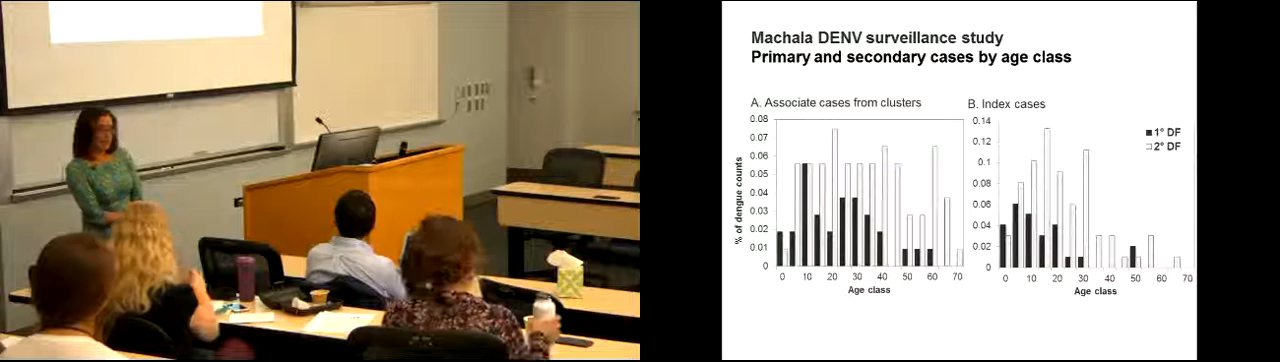 Machala DENV surveillance study
Primary and secondary cases by age class
A. Associate cases from clusters
0.08
0.07
0.06
0.05
0.04
0.03
0.02
0.01
0
% of dengue counts
0 10 20 30 40 50 60 70
Age class
B. Index cases
0.14
0.12
0.1
0.08
0.06
0.04
0.02
0
1° DF
2° DF
0 10 20 30 40 50 60 70
Age class